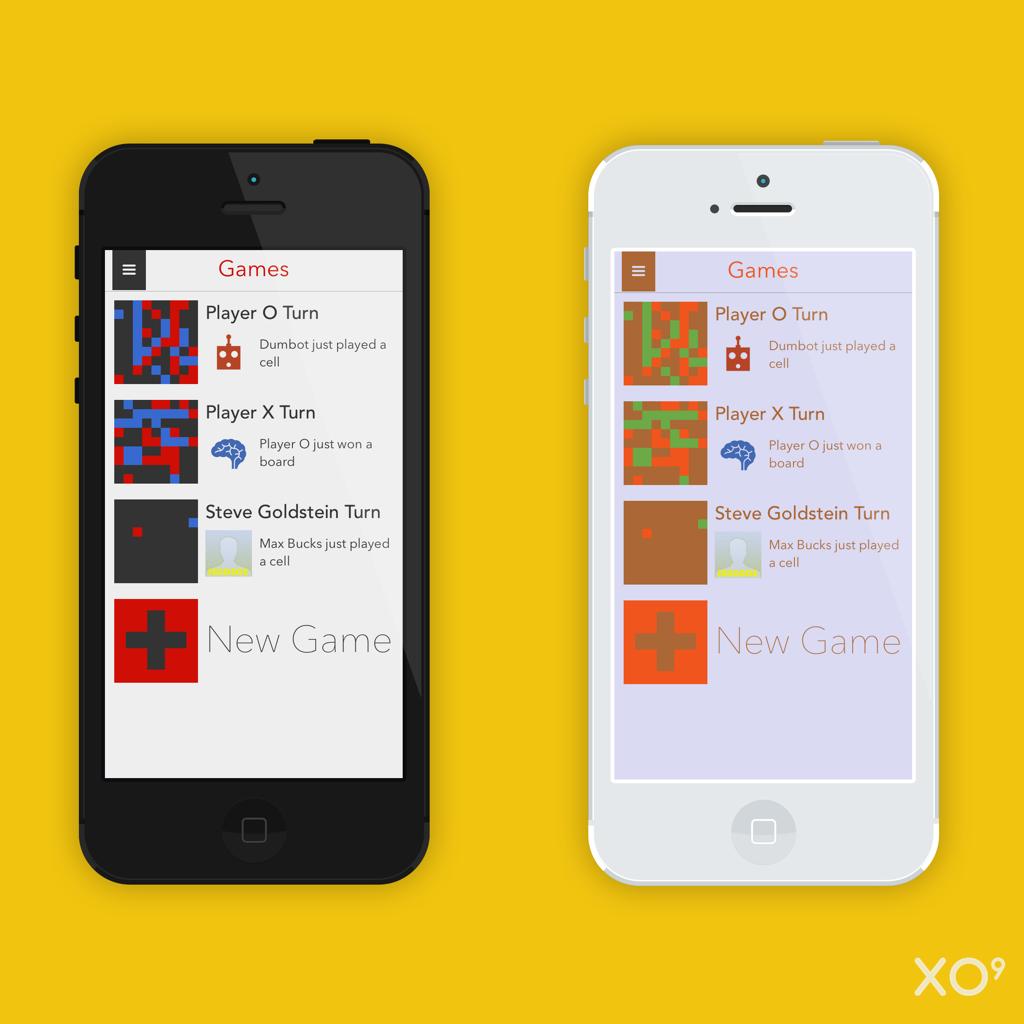 Games
Player O Turn
Dumbot just played a
cell
Player X Turn
Player O just won a
board
Steve Goldstein Turn
Max Bucks just played
a cell
New Game
Games
Player O Turn
Dumbot just played a
cell
Player X Turn
Player O just won a
board
Steve Goldstein Turn
Max Bucks just played
a cell
New Game
XO⁹